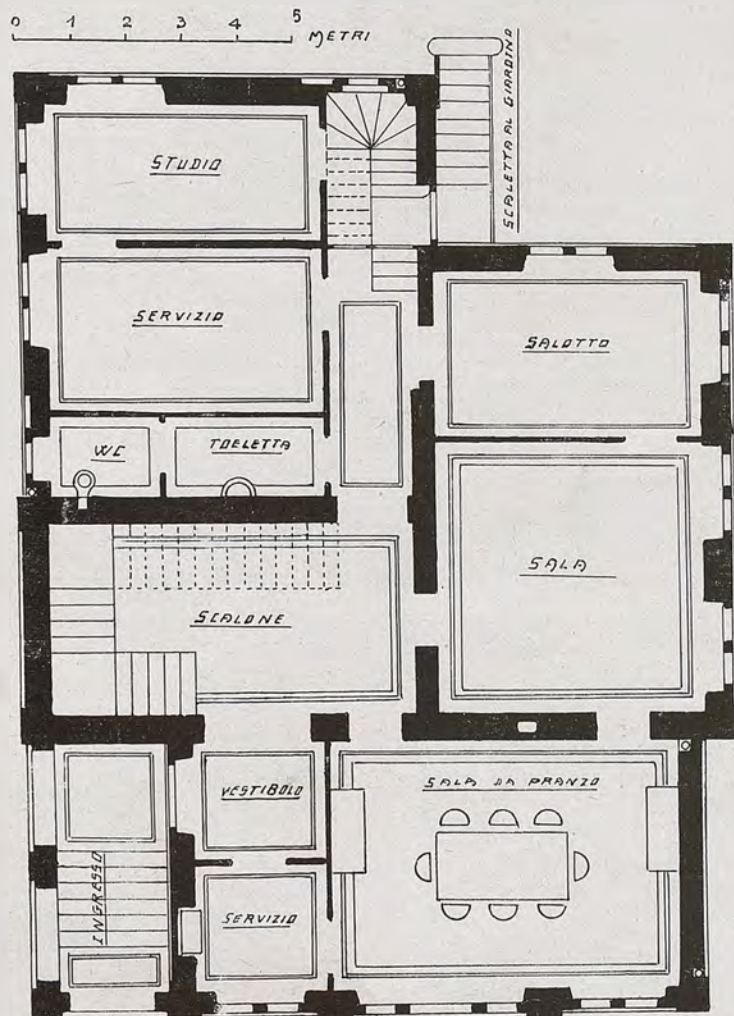 0 1 2 3 4 5
METRI
SCALETTA AL GIARDINO
STUDIO
SERVIZIO
SALOTTO
WC
TOELETTA
SALA
SCALONE
VESTIBOLO
SALA DA PRANZO
INGRESSO
SERVIZIO